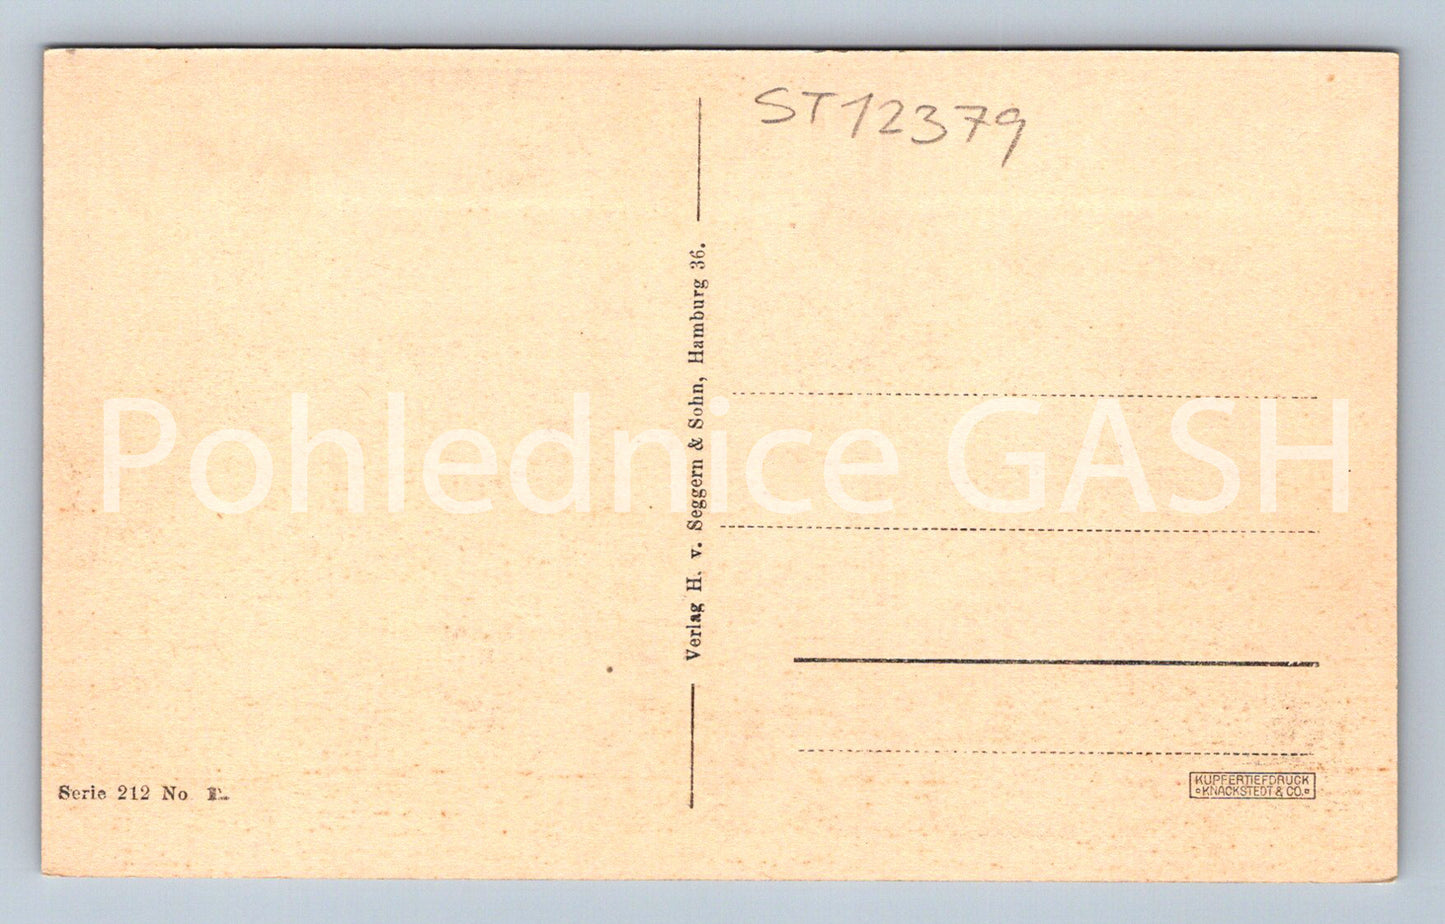 ST12379
Verlag H. v. Seggern & Sohn, Hamburg 36.
Pohlednice GASH
Serie 212 No
KUPFERTIEFDRUCK
KNACKSTEDT & CO.